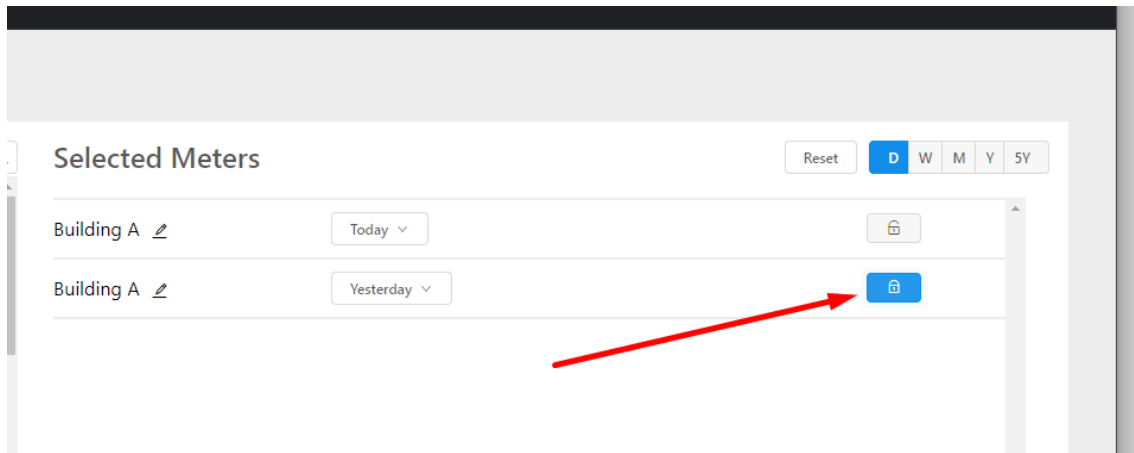 Selected Meters
Reset D W M Y 5Y
Building A Today
Building A Yesterday